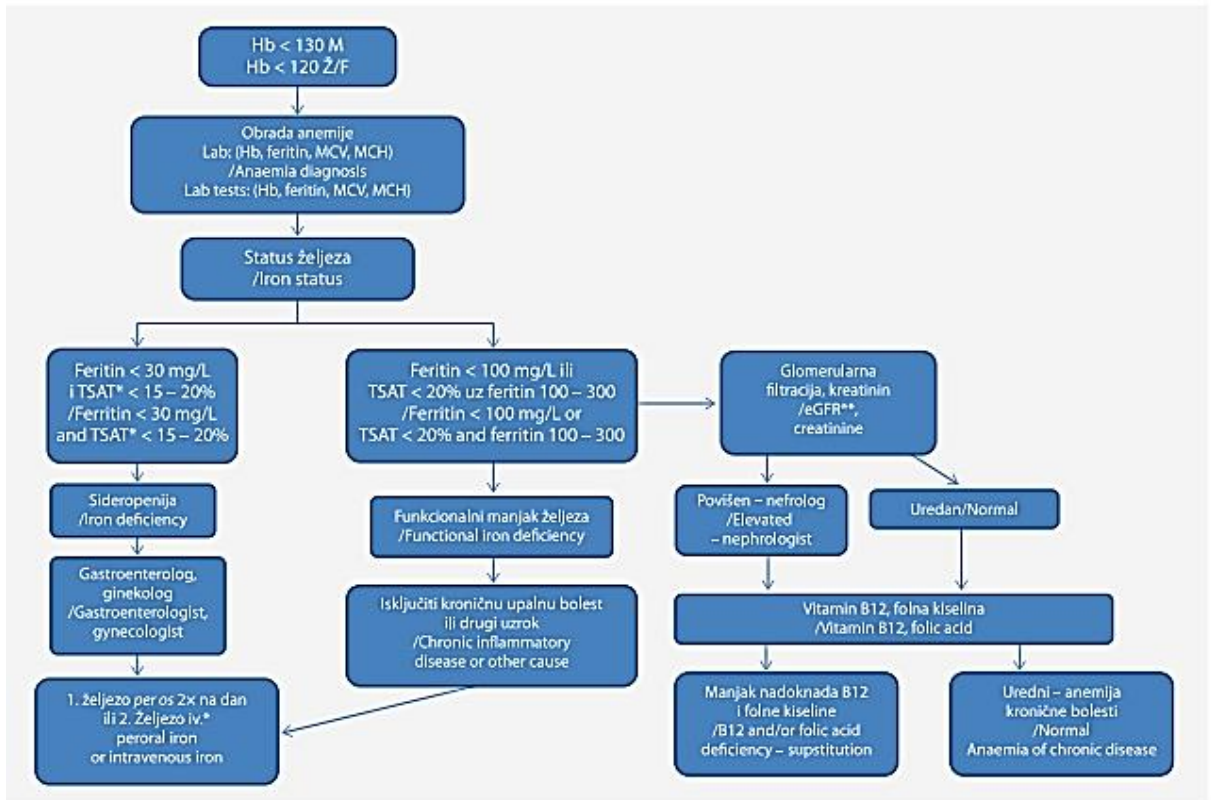 Hb < 130 M
Hb < 120 Ž/F
Obrada anemije
Lab: (Hb, feritin, MCV, MCH)
/Anaemia diagnosis
Lab tests: (Hb, feritin, MCV, MCH)
Status željeza
/Iron status
Feritin < 30 mg/L
i TSAT* < 15 – 20%
/Ferritin < 30 mg/L
and TSAT* < 15 – 20%
Feritin < 100 mg/L ili
TSAT < 20% uz feritin 100 – 300
/Ferritin < 100 mg/L or
TSAT < 20% and ferritin 100 – 300
Glomerularna
filtracija, kreatinin
/eGFR**,
creatinine
Sideropenija
/Iron deficiency
Funkcionalni manjak željeza
/Functional iron deficiency
Povišen – nefrolog
/Elevated
– nephrologist
Uredan/Normal
Gastroenterolog,
ginekolog
/Gastroenterologist,
gynecologist
Isključiti kroničnu upalnu bolest
ili drugi uzrok
/Chronic inflammatory
disease or other cause
Vitamin B12, folna kiselina
/Vitamin B12, folic acid
1. željezo per os 2x na dan
ili 2. Željezo iv.*
peroral iron
or intravenous iron
Manjak nadoknada B12
i folne kiseline
/B12 and/or folic acid
deficiency – supstitution
Uredni – anemija
kronične bolesti
/Normal
Anaemia of chronic disease